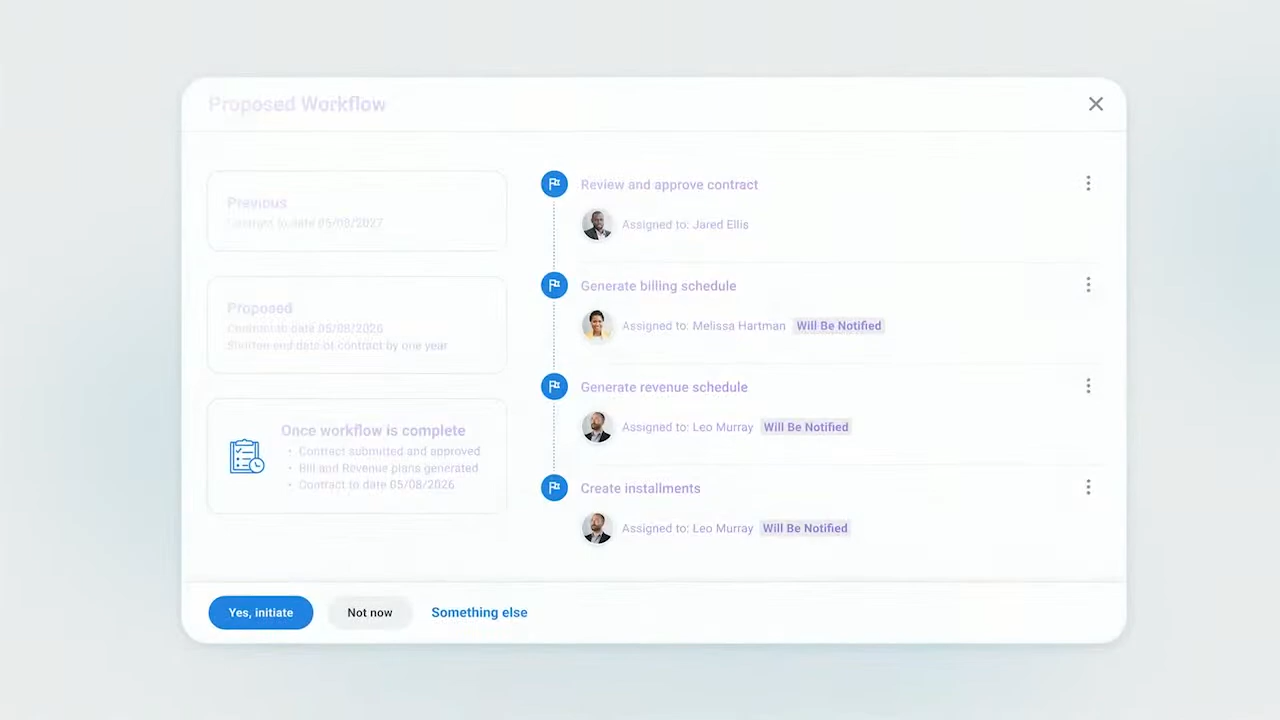 Proposed Workflow
Previous
Contract to date 05/08/2027
Proposed
Contract to date 05/08/2026
Shorten end date of contract by one year
Once workflow is complete
• Contract submitted and approved
• Bill and Revenue plans generated
• Contract to date 05/08/2026
Review and approve contract
Assigned to: Jared Ellis
Generate billing schedule
Assigned to: Melissa Hartman Will Be Notified
Generate revenue schedule
Assigned to: Leo Murray Will Be Notified
Create installments
Assigned to: Leo Murray Will Be Notified
Yes, initiate Not now Something else